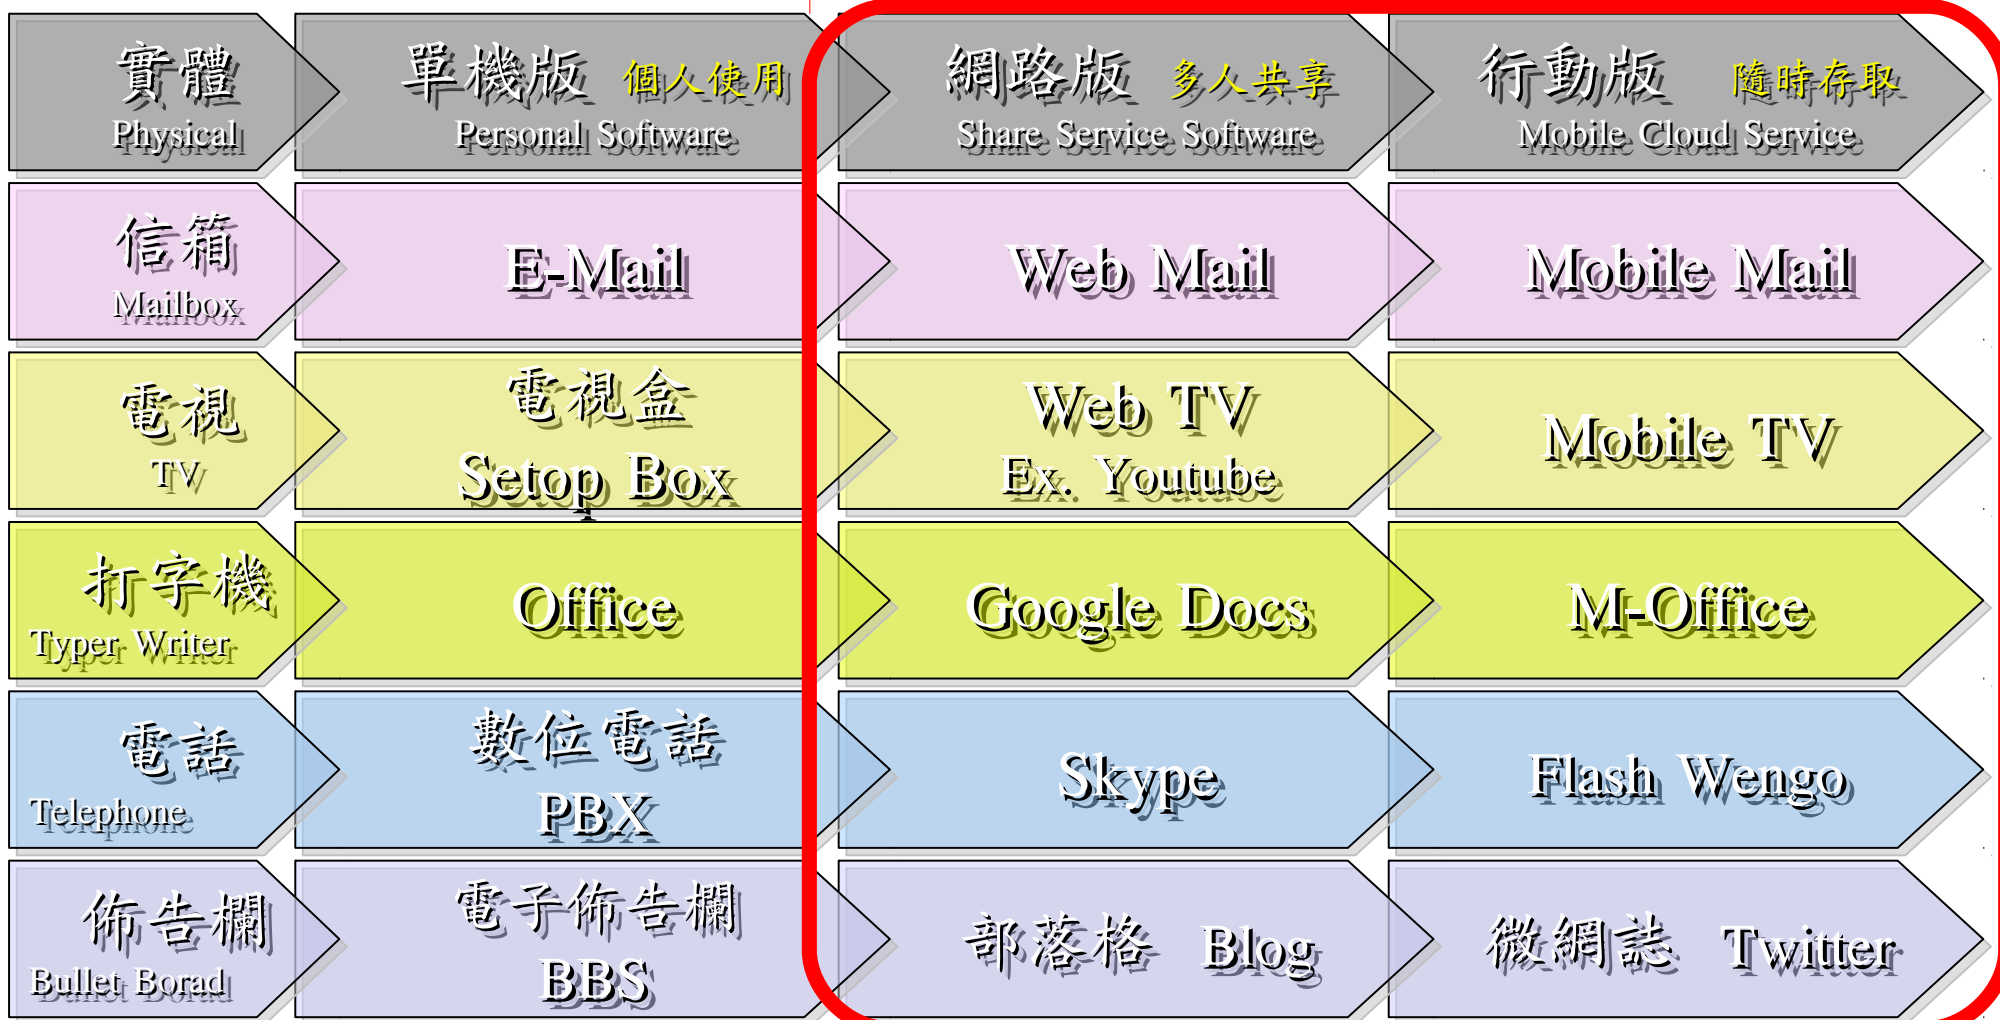 實體
Physical
單機版 個人使用
Personal Software
網路版 多人共享
Share Service Software
行動版 隨時存取
Mobile Cloud Service
信箱
Mailbox
E-Mail
Web Mail
Mobile Mail
電視
TV
電視盒
Setop Box
Web TV
Ex. Youtube
Mobile TV
打字機
Typer Writer
Office
Google Docs
M-Office
電話
Telephone
數位電話
PBX
Skype
Flash Wengo
佈告欄
Bullet Borad
電子佈告欄
BBS
部落格 Blog
微網誌 Twitter